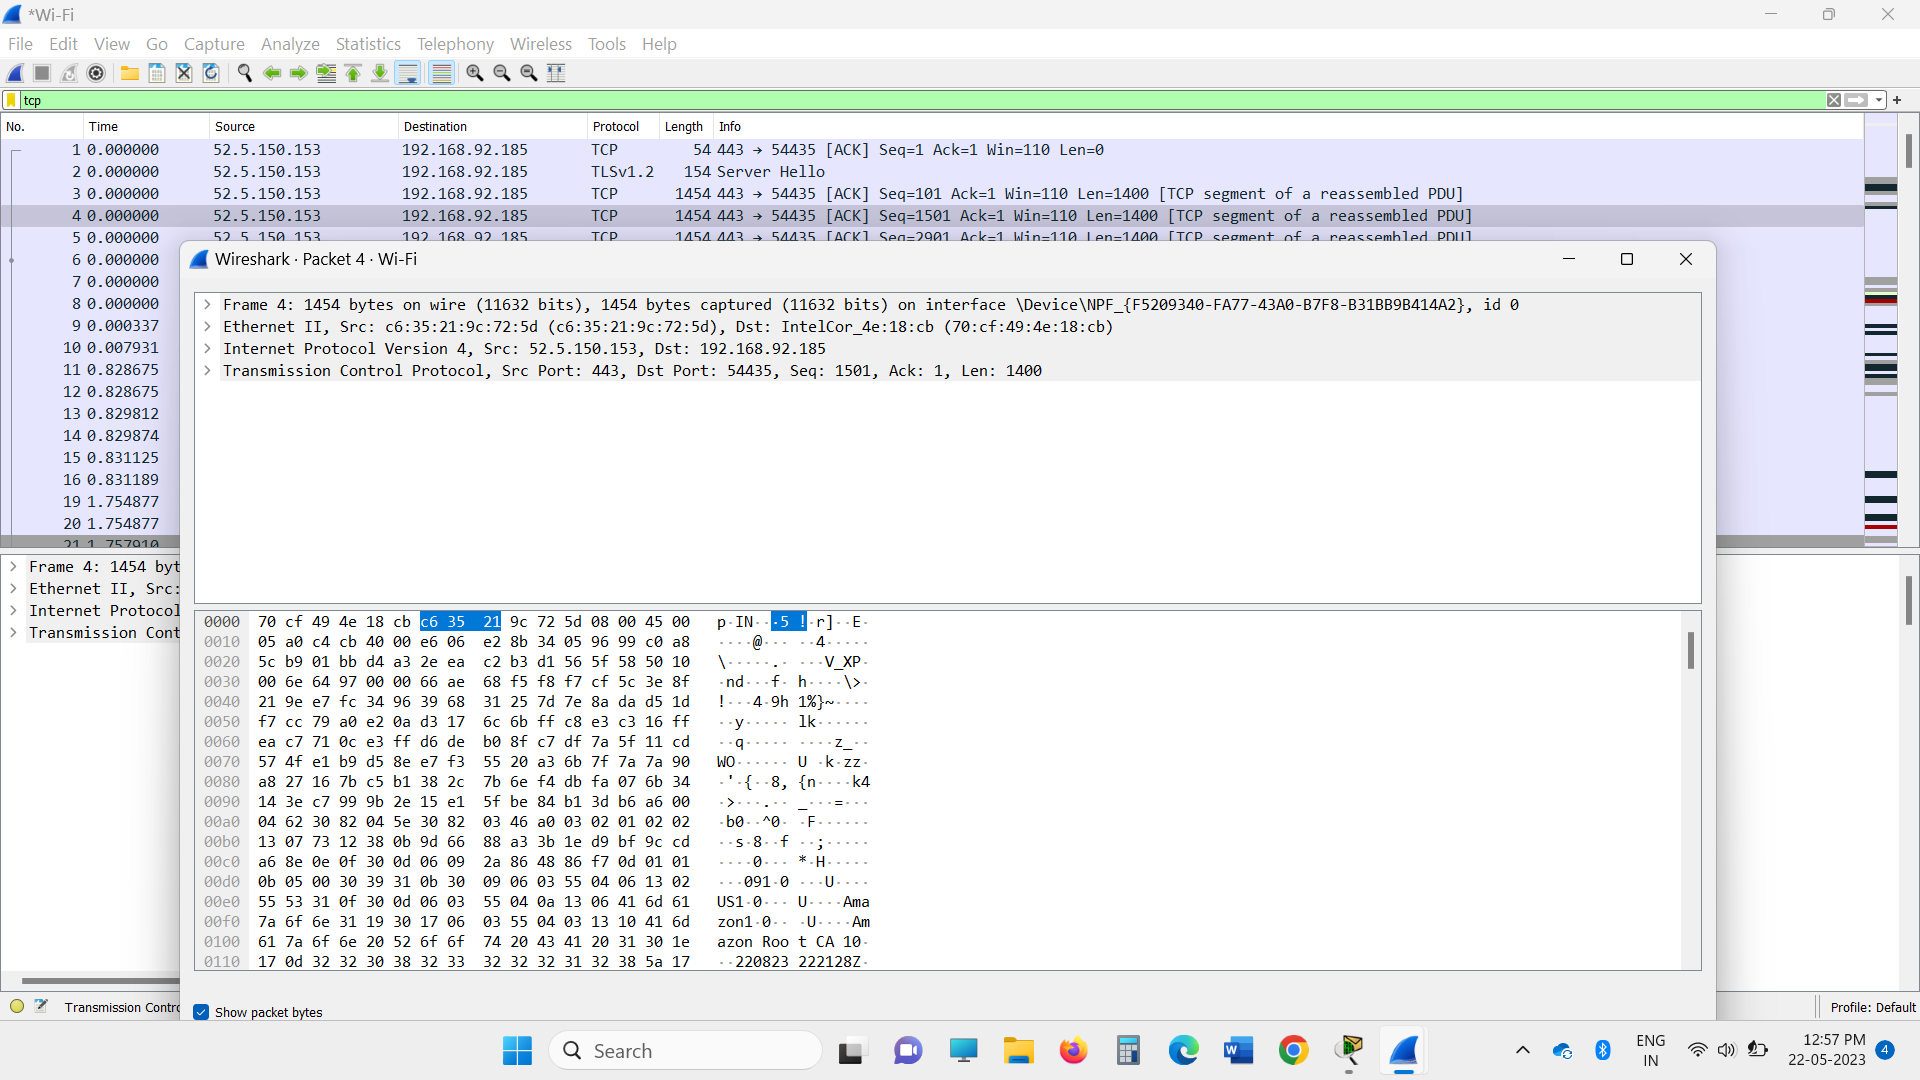 *Wi-Fi
File Edit View Go Capture Analyze Statistics Telephony Wireless Tools Help
tcp
No. Time Source Destination Protocol Length Info
1 0.000000 52.5.150.153 192.168.92.185 TCP 54 443 → 54435 [ACK] Seq=1 Ack=1 Win=110 Len=0
2 0.000000 52.5.150.153 192.168.92.185 TLSv1.2 154 Server Hello
3 0.000000 52.5.150.153 192.168.92.185 TCP 1454 443 → 54435 [ACK] Seq=101 Ack=1 Win=110 Len=1400 [TCP segment of a reassembled PDU]
4 0.000000 52.5.150.153 192.168.92.185 TCP 1454 443 → 54435 [ACK] Seq=1501 Ack=1 Win=110 Len=1400 [TCP segment of a reassembled PDU]
5 0.000000 52.5.150.153 192.168.92.185 TCP 1454 443 → 54435 [ACK] Seq=2901 Ack=1 Win=110 Len=1400 [TCP segment of a reassembled PDU]
6 0.000000
7 0.000000
8 0.000000
9 0.000337
10 0.007931
11 0.828675
12 0.828675
13 0.829812
14 0.829874
15 0.831125
16 0.831189
19 1.754877
20 1.754877
21 1.757910
Frame 4: 1454 byt
Ethernet II, Src:
Internet Protocol
Transmission Cont
Wireshark · Packet 4 · Wi-Fi
Frame 4: 1454 bytes on wire (11632 bits), 1454 bytes captured (11632 bits) on interface \Device\NPF_{F5209340-FA77-43A0-B7F8-B31BB9B414A2}, id 0
Ethernet II, Src: c6:35:21:9c:72:5d (c6:35:21:9c:72:5d), Dst: IntelCor_4e:18:cb (70:cf:49:4e:18:cb)
Internet Protocol Version 4, Src: 52.5.150.153, Dst: 192.168.92.185
Transmission Control Protocol, Src Port: 443, Dst Port: 54435, Seq: 1501, Ack: 1, Len: 1400
0000 70 cf 49 4e 18 cb c6 35 21 9c 72 5d 08 00 45 00 p·IN···5 !·r]··E·
0010 05 a0 c4 cb 40 00 e6 06 e2 8b 34 05 96 99 c0 a8 ····@··· ··4·····
0020 5c b9 01 bb d4 a3 2e ea c2 b3 d1 56 5f 58 50 10 \·····.· ···V_XP·
0030 00 6e 64 97 00 00 66 ae 68 f5 f8 f7 cf 5c 3e 8f ·nd···f· h····\>·
0040 21 9e e7 fc 34 96 39 68 31 25 7d 7e 8a da d5 1d !···4·9h 1%}~····
0050 f7 cc 79 a0 e2 0a d3 17 6c 6b ff c8 e3 c3 16 ff ··y····· lk······
0060 ea c7 71 0c e3 ff d6 de b0 8f c7 df 7a 5f 11 cd ··q····· ····z_··
0070 57 4f e1 b9 d5 8e e7 f3 55 20 a3 6b 7f 7a 7a 90 WO······ U ·k·zz·
0080 a8 27 16 7b c5 b1 38 2c 7b 6e f4 db fa 07 6b 34 ·'·{··8, {n····k4
0090 14 3e c7 99 9b 2e 15 e1 5f be 84 b1 3d b6 a6 00 ·>···.·· _···=···
00a0 04 62 30 82 04 5e 30 82 03 46 a0 03 02 01 02 02 ·b0··^0· ·F······
00b0 13 07 73 12 38 0b 9d 66 88 a3 3b 1e d9 bf 9c cd ··s·8··f ··;·····
00c0 a6 8e 0e 0f 30 0d 06 09 2a 86 48 86 f7 0d 01 01 ····0··· *·H·····
00d0 0b 05 00 30 39 31 0b 30 09 06 03 55 04 06 13 02 ···091·0 ···U····
00e0 55 53 31 0f 30 0d 06 03 55 04 0a 13 06 41 6d 61 US1·0··· U····Ama
00f0 7a 6f 6e 31 19 30 17 06 03 55 04 03 13 10 41 6d zon1·0·· ·U····Am
0100 61 7a 6f 6e 20 52 6f 6f 74 20 43 41 20 31 30 1e azon Roo t CA 10·
0110 17 0d 32 32 30 38 32 33 32 32 32 31 32 38 5a 17 ··220823 222128Z·
Show packet bytes
Transmission Contro
Profile: Default
Search
ENG
IN
12:57 PM
22-05-2023
4